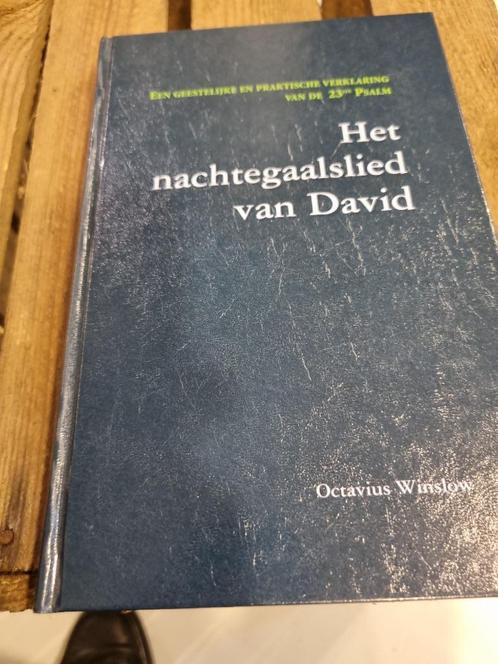 EEN GEESTELIJKE EN PRAKTISCHE VERKLARING
VAN DE 23STE PSALM
Het
nachtegaalslied
van David
Octavius Winslow